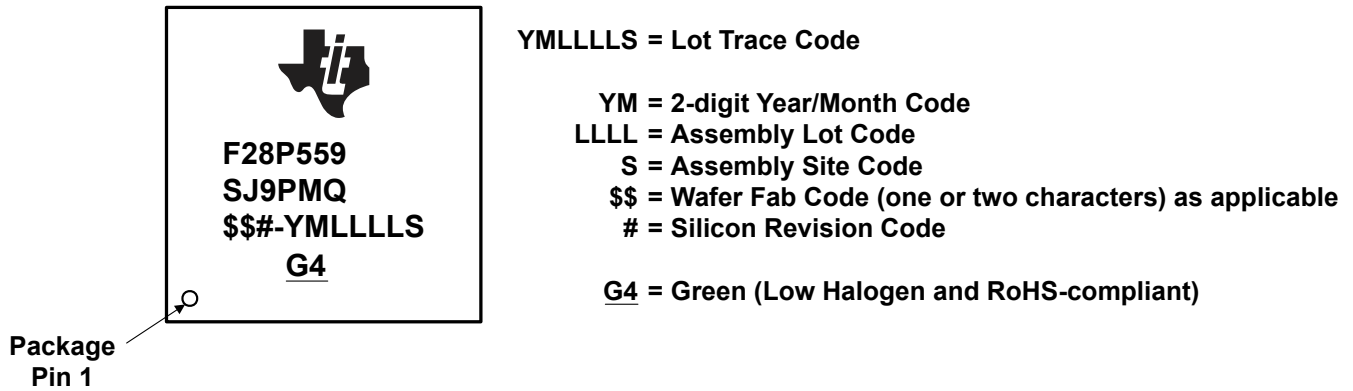 F28P559
SJ9PMQ
$$#-YMLLLLS
G4
Package
Pin 1
YMLLLLS = Lot Trace Code
YM = 2-digit Year/Month Code
LLLL = Assembly Lot Code
S = Assembly Site Code
$$ = Wafer Fab Code (one or two characters) as applicable
# = Silicon Revision Code
G4 = Green (Low Halogen and RoHS-compliant)